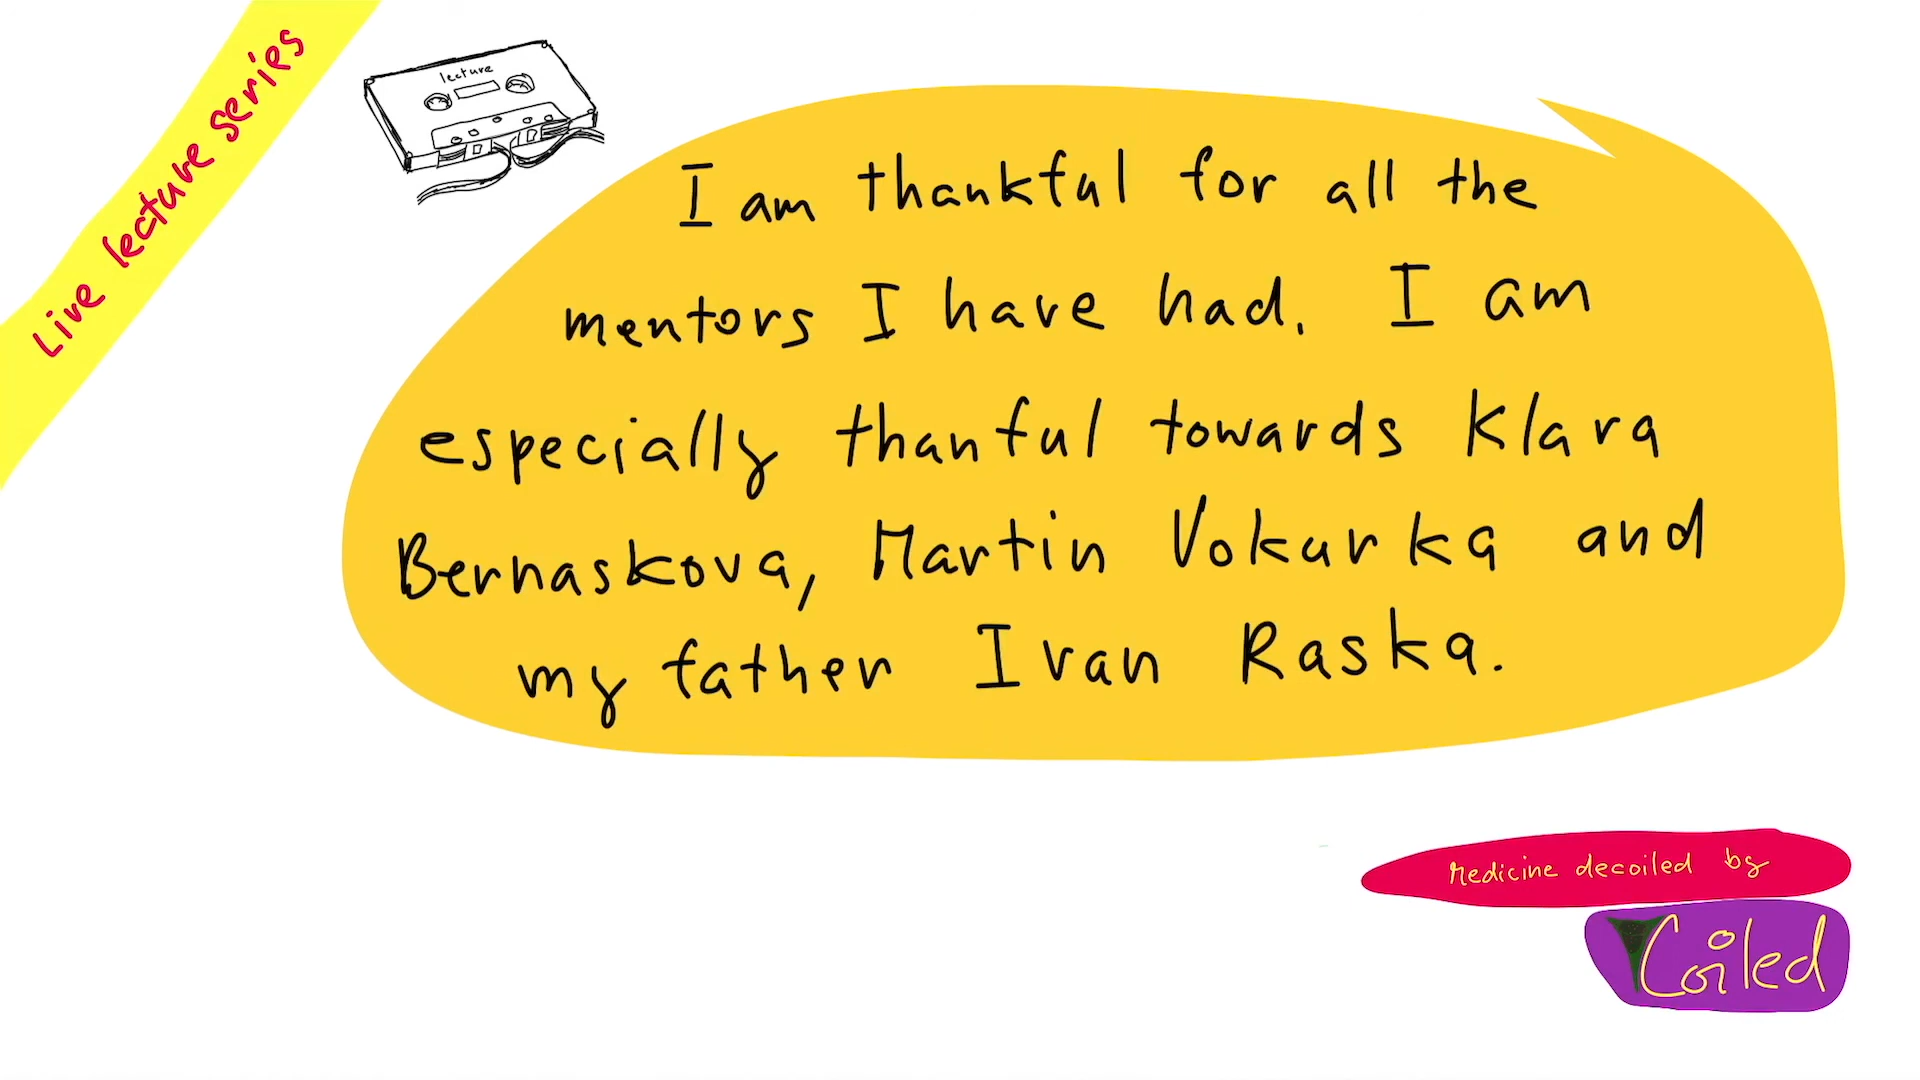 Live lecture series
lecture
I am thankful for all the
mentors I have had. I am
especially thanful towards Klara
Bernaskova, Martin Vokurka and
my father Ivan Raska.
Medicine decoiled by
Coiled